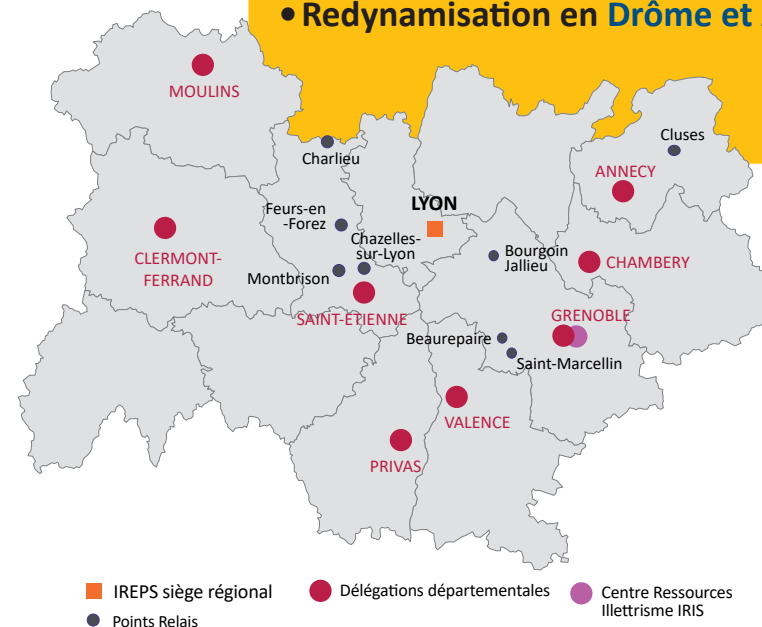 • Redynamisation en Drôme et
MOULINS
Cluses
Charlieu
ANNECY
LYON
Feurs-en
-Forez
Chazelles-
sur-Lyon
Bourgoin
Jallieu
CLERMONT-
FERRAND
CHAMBERY
Montbrison
SAINT-ETIENNE
GRENOBLE
Beaurepaire
Saint-Marcellin
VALENCE
PRIVAS
IREPS siège régional
Délégations départementales
Centre Ressources
Illettrisme IRIS
Points Relais